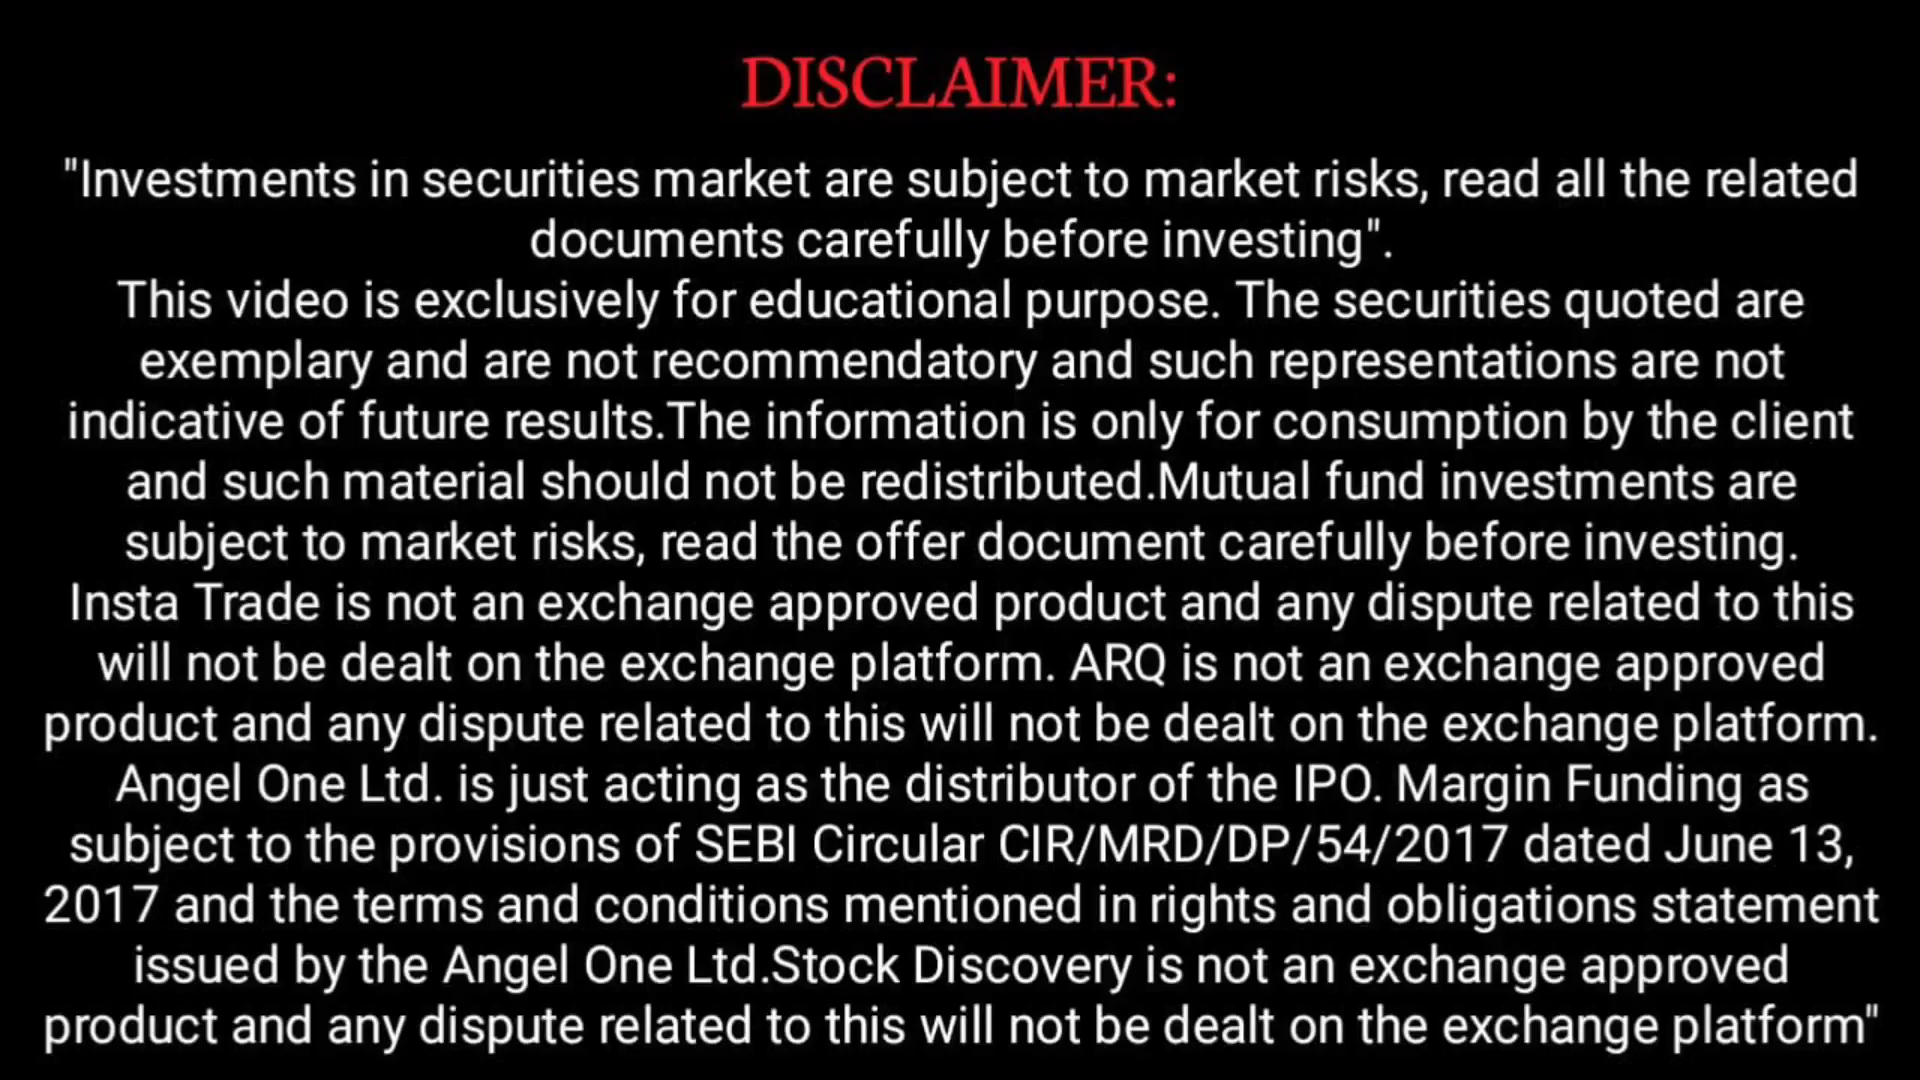 DISCLAIMER:
"Investments in securities market are subject to market risks, read all the related
documents carefully before investing".
This video is exclusively for educational purpose. The securities quoted are
exemplary and are not recommendatory and such representations are not
indicative of future results.The information is only for consumption by the client
and such material should not be redistributed.Mutual fund investments are
subject to market risks, read the offer document carefully before investing.
Insta Trade is not an exchange approved product and any dispute related to this
will not be dealt on the exchange platform. ARQ is not an exchange approved
product and any dispute related to this will not be dealt on the exchange platform.
Angel One Ltd. is just acting as the distributor of the IPO. Margin Funding as
subject to the provisions of SEBI Circular CIR/MRD/DP/54/2017 dated June 13,
2017 and the terms and conditions mentioned in rights and obligations statement
issued by the Angel One Ltd.Stock Discovery is not an exchange approved
product and any dispute related to this will not be dealt on the exchange platform"